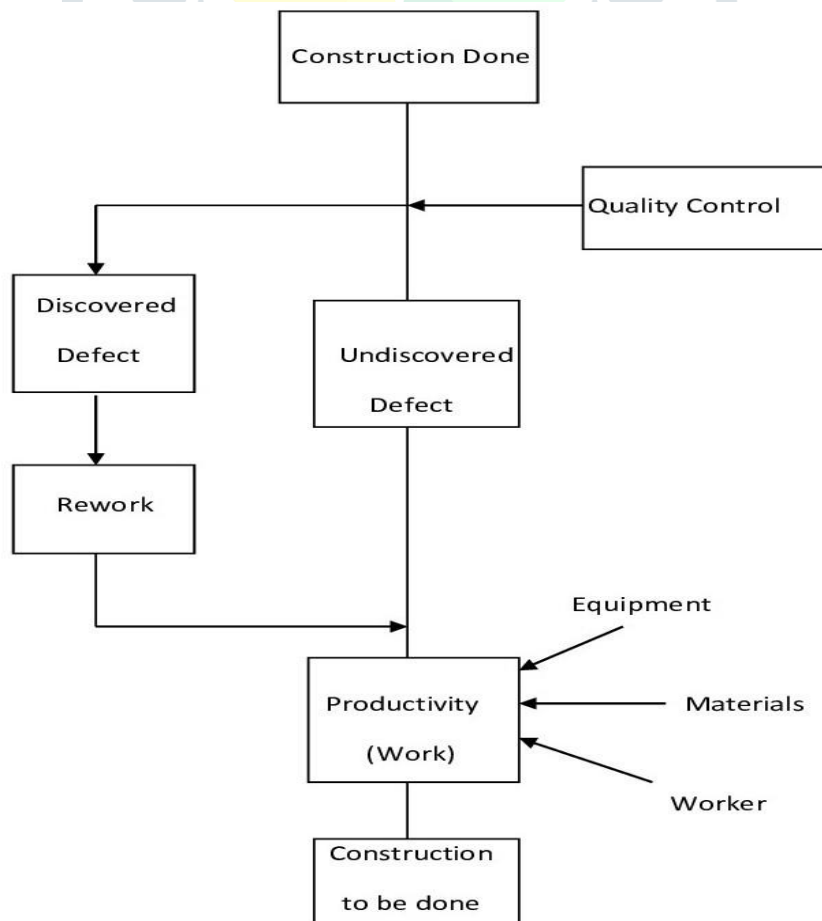 Construction Done
Quality Control
Discovered
Defect
Undiscovered
Defect
Rework
Equipment
Productivity
(Work)
Materials
Worker
Construction
to be done